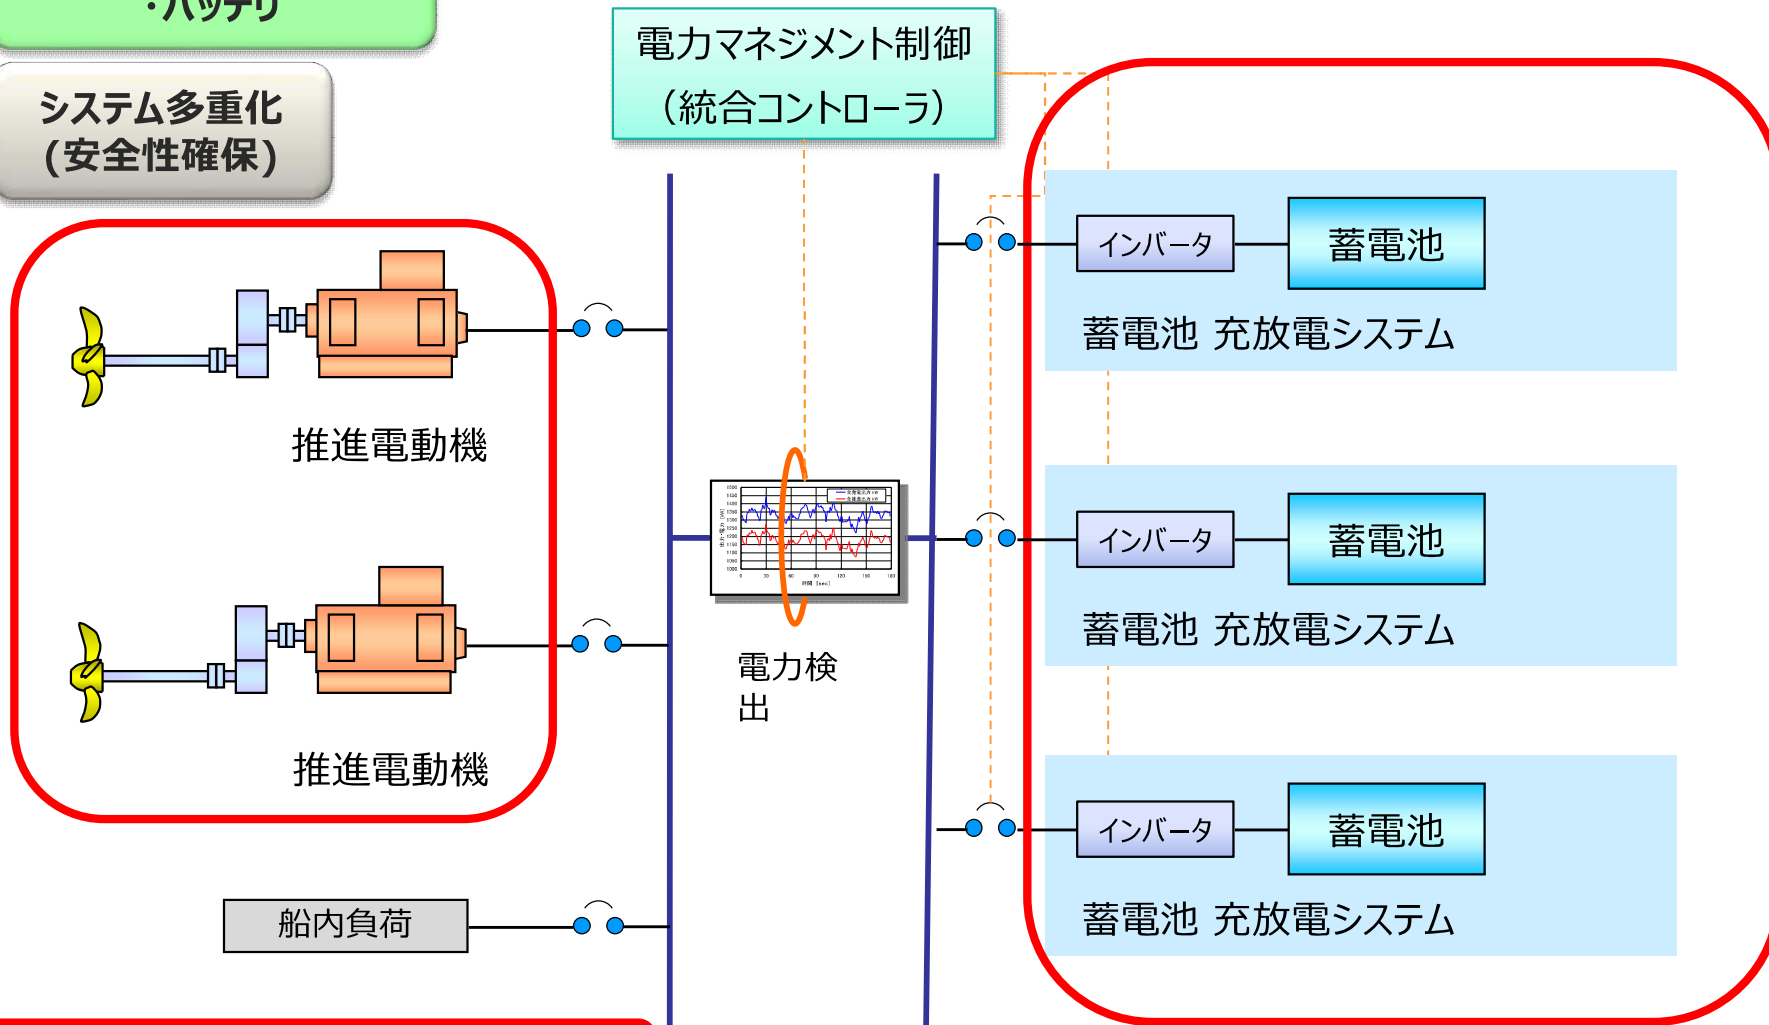 ・バッテリ
電力マネジメント制御
（統合コントローラ）
システム多重化
(安全性確保)
インバータ
蓄電池
蓄電池 充放電システム
推進電動機
インバータ
蓄電池
蓄電池 充放電システム
電力検
出
推進電動機
インバータ
蓄電池
蓄電池 充放電システム
船内負荷